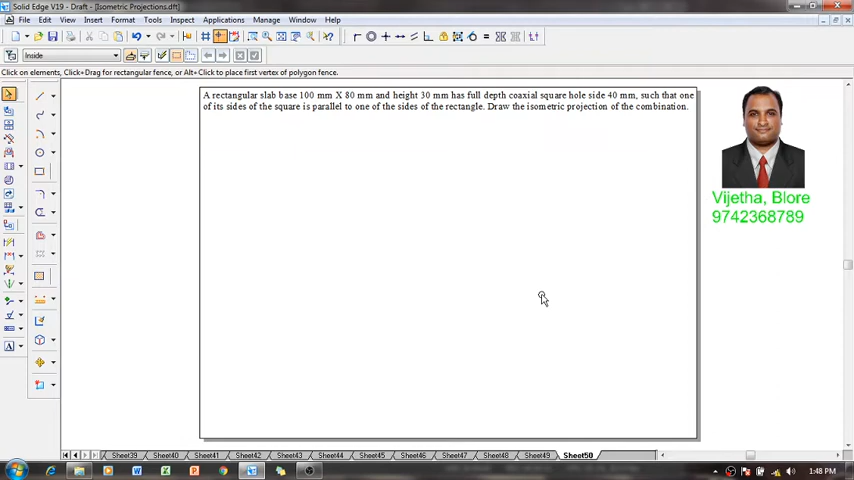 Solid Edge V19 - Draft - [Isometric Projections.dft]
File Edit View Insert Format Tools Inspect Applications Manage Window Help
Inside
Click on elements, Click+Drag for rectangular fence, or Alt+Click to place first vertex of polygon fence.
A rectangular slab base 100 mm X 80 mm and height 30 mm has full depth coaxial square hole side 40 mm, such that one
of its sides of the square is parallel to one of the sides of the rectangle. Draw the isometric projection of the combination.
Vijetha, Blore
9742368789
Sheet39 Sheet40 Sheet41 Sheet42 Sheet43 Sheet44 Sheet45 Sheet46 Sheet47 Sheet48 Sheet49 Sheet50
1:48 PM